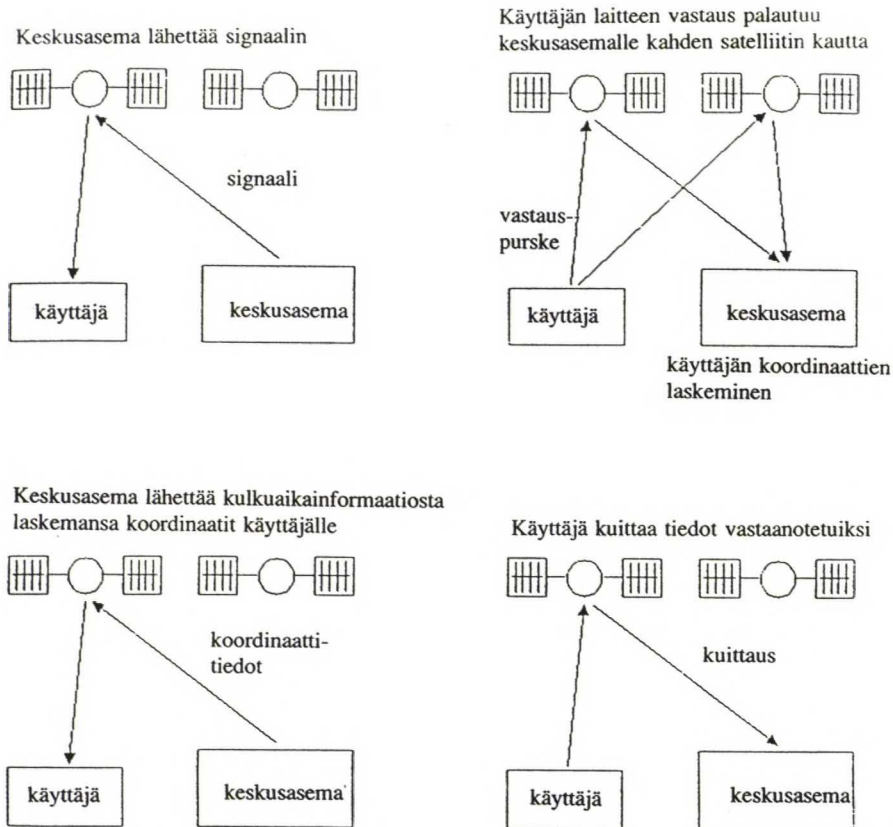 Keskusasema lähettää signaalin
signaali
käyttäjä
keskusasema
Käyttäjän laitteen vastaus palautuu
keskusasemalle kahden satelliitin kautta
vastaus-
purske
käyttäjä
keskusasema
käyttäjän koordinaattien
laskeminen
Keskusasema lähettää kulkuaikainformaatiosta
laskemansa koordinaatit käyttäjälle
koordinaatti-
tiedot
käyttäjä
keskusasema
Käyttäjä kuittaa tiedot vastaanotetuiksi
kuittaus
käyttäjä
keskusasema